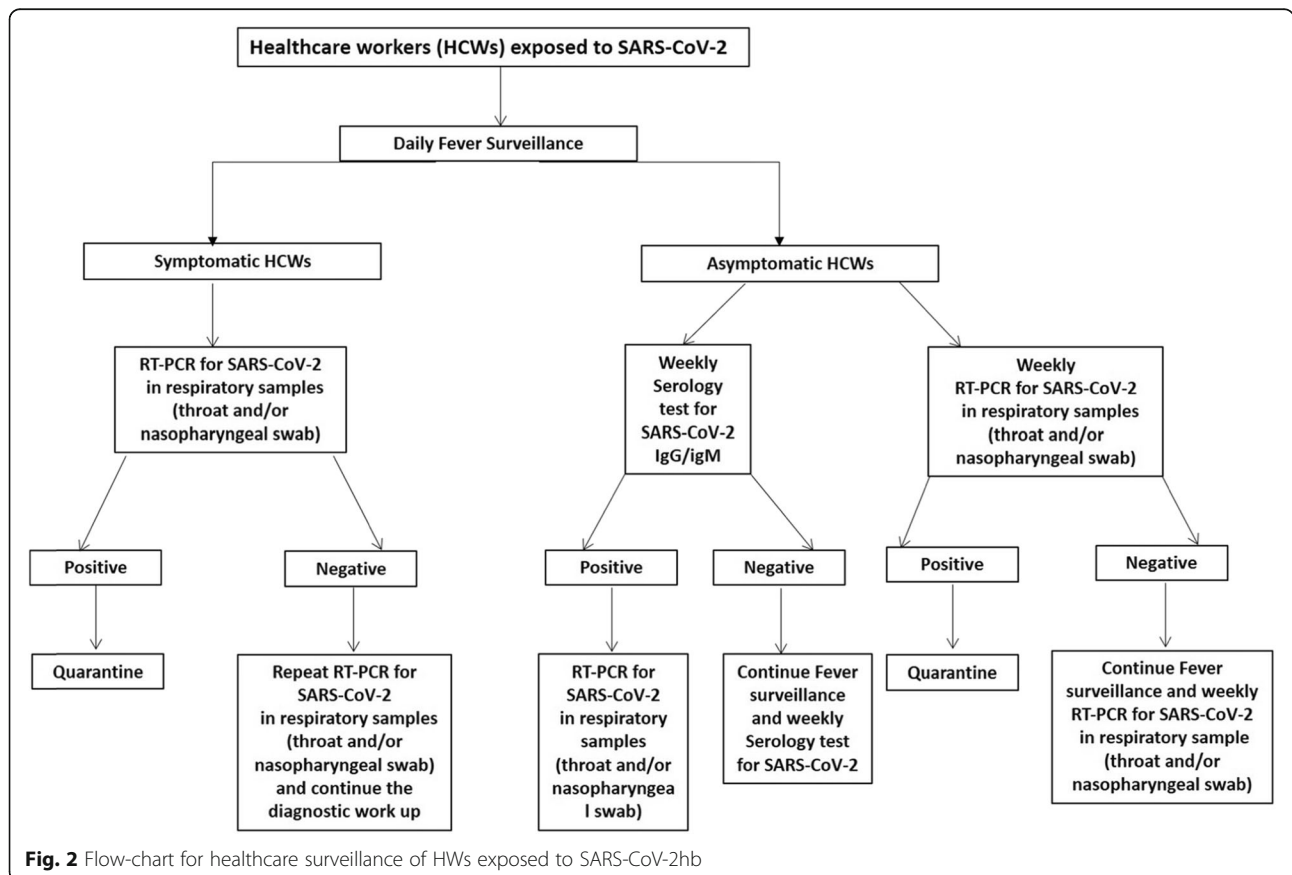 Healthcare workers (HCWs) exposed to SARS-CoV-2
Daily Fever Surveillance
Symptomatic HCWs
Asymptomatic HCWs
RT-PCR for SARS-CoV-2
in respiratory samples
(throat and/or
nasopharyngeal swab)
Weekly
Serology
test for
SARS-CoV-2
IgG/igM
Weekly
RT-PCR for SARS-CoV-2
in respiratory samples
(throat and/or
nasopharyngeal swab)
Positive
Negative
Positive
Negative
Positive
Negative
Quarantine
Repeat RT-PCR for
SARS-CoV-2
in respiratory samples
(throat and/or
nasopharyngeal swab)
and continue the
diagnostic work up
RT-PCR for
SARS-CoV-2
in respiratory
samples
(throat and/or
nasopharyngea
l swab)
Continue Fever
surveillance
and weekly
Serology test
for SARS-CoV-2
Quarantine
Continue Fever
surveillance and weekly
RT-PCR for SARS-CoV-2
in respiratory sample
(throat and/or
nasopharyngeal swab)
Fig. 2 Flow-chart for healthcare surveillance of HWs exposed to SARS-CoV-2hb